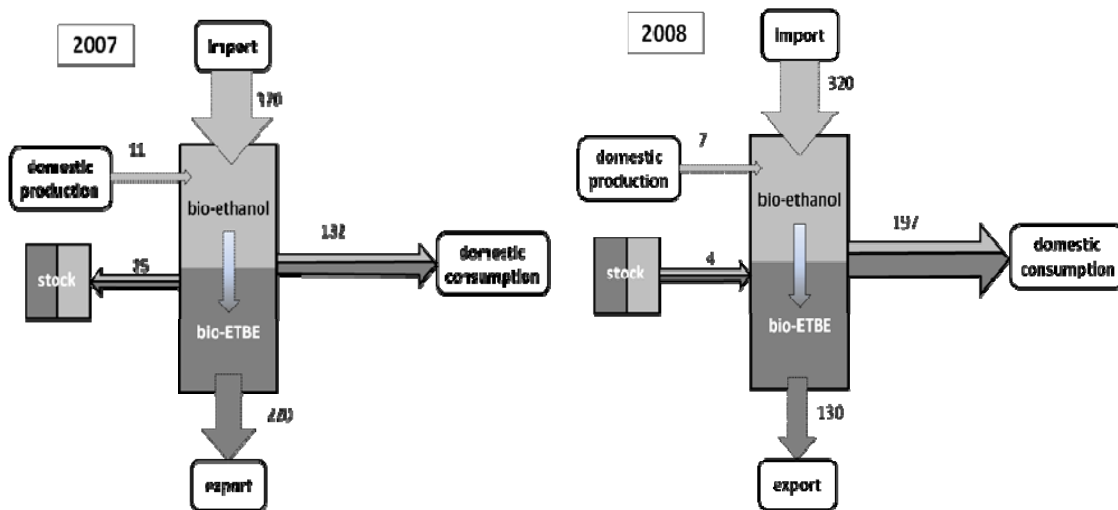 2007
import
11
domestic
production
bio-ethanol
132
domestic
consumption
stock
bio-ETBE
220
export
2008
import
320
7
domestic
production
bio-ethanol
197
domestic
consumption
4
stock
bio-ETBE
130
export